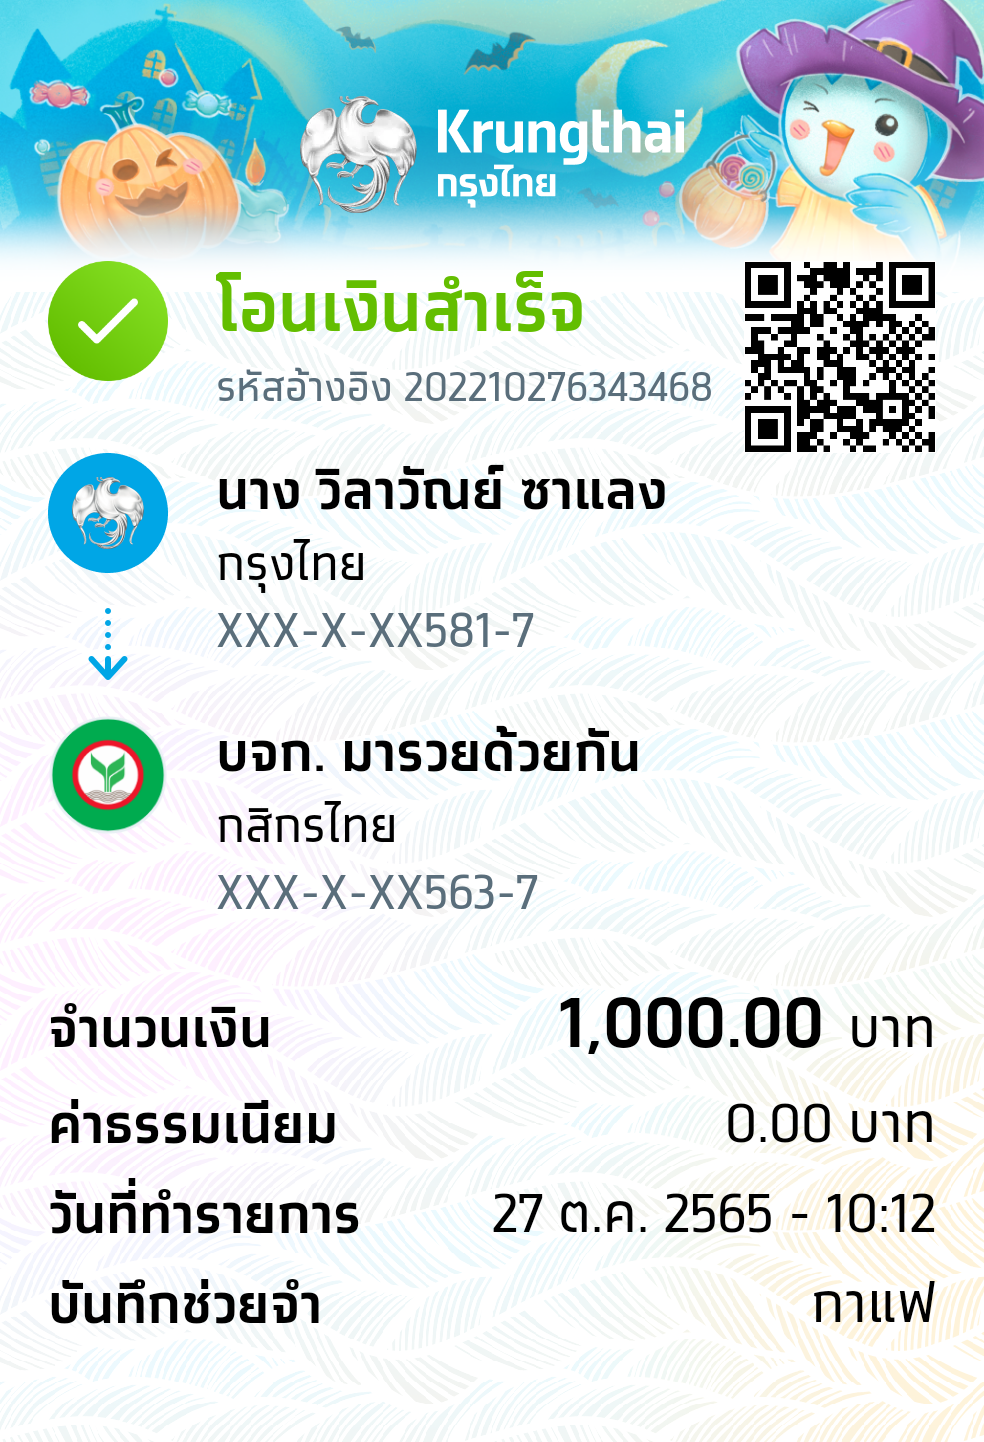 Krungthai
กรุงไทย
โอนเงินสำเร็จ
รหัสอ้างอิง 202210276343468
นาง วิลาวัณย์ ซาแลง
กรุงไทย
XXX-X-XX581-7
บจก. มารวยด้วยกัน
กสิกรไทย
XXX-X-XX563-7
จำนวนเงิน 1,000.00 บาท
ค่าธรรมเนียม 0.00 บาท
วันที่ทำรายการ 27 ต.ค. 2565 - 10:12
บันทึกช่วยจำ กาแฟ